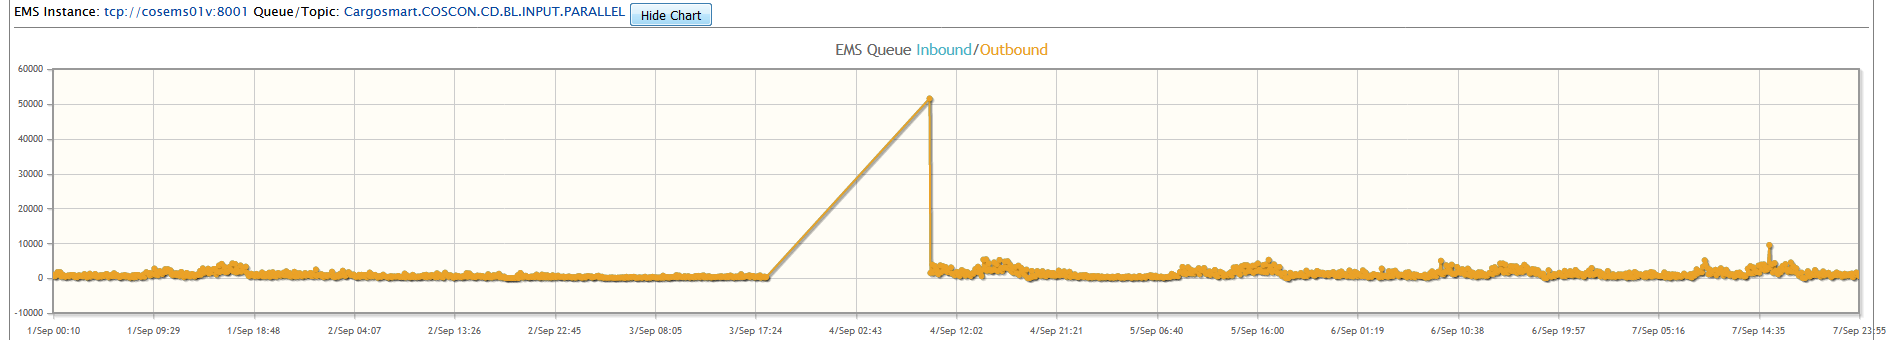 EMS Instance: tcp://cosems01v:8001 Queue/Topic: Cargosmart.COSCON.CD.BL.INPUT.PARALLEL Hide Chart
EMS Queue Inbound/Outbound
60000
50000
40000
30000
20000
10000
0
-10000
1/Sep 00:10 1/Sep 09:29 1/Sep 18:48 2/Sep 04:07 2/Sep 13:26 2/Sep 22:45 3/Sep 08:05 3/Sep 17:24 4/Sep 02:43 4/Sep 12:02 4/Sep 21:21 5/Sep 06:40 5/Sep 16:00 6/Sep 01:19 6/Sep 10:38 6/Sep 19:57 7/Sep 05:16 7/Sep 14:35 7/Sep 23:55